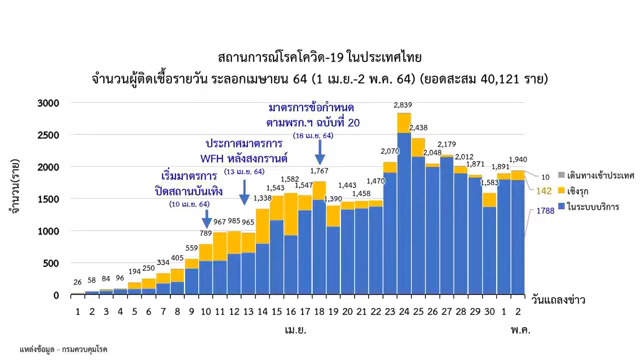 สถานการณ์โรคโควิด-19 ในประเทศไทย
จำนวนผู้ติดเชื้อรายวัน ระลอกเมษายน 64 (1 เม.ย.-2 พ.ค. 64) (ยอดสะสม 40,121 ราย)
จำนวน(ราย)
3000
2500
2000
1500
1000
500
0
เริ่มมาตรการ
ปิดสถานบันเทิง
(10 เม.ย. 64)
ประกาศมาตรการ
WFH หลังสงกรานต์
(13 เม.ย. 64)
มาตรการข้อกำหนด
ตามพรก.ฯ ฉบับที่ 20
(18 เม.ย. 64)
26 58 84 96 194 250 334 405 559 789 967 985 965 1,338 1,543 1,582 1,547 1,767 1,390 1,443 1,458 1,470 2,070 2,839 2,438 2,048 2,179 2,012 1,871 1,583 1,891 1,940
10 เดินทางเข้าประเทศ
142 เชิงรุก
1788 ในระบบบริการ
1 2 3 4 5 6 7 8 9 10 11 12 13 14 15 16 17 18 19 20 21 22 23 24 25 26 27 28 29 30 1 2
วันแถลงข่าว
เม.ย. พ.ค.
แหล่งข้อมูล - กรมควบคุมโรค